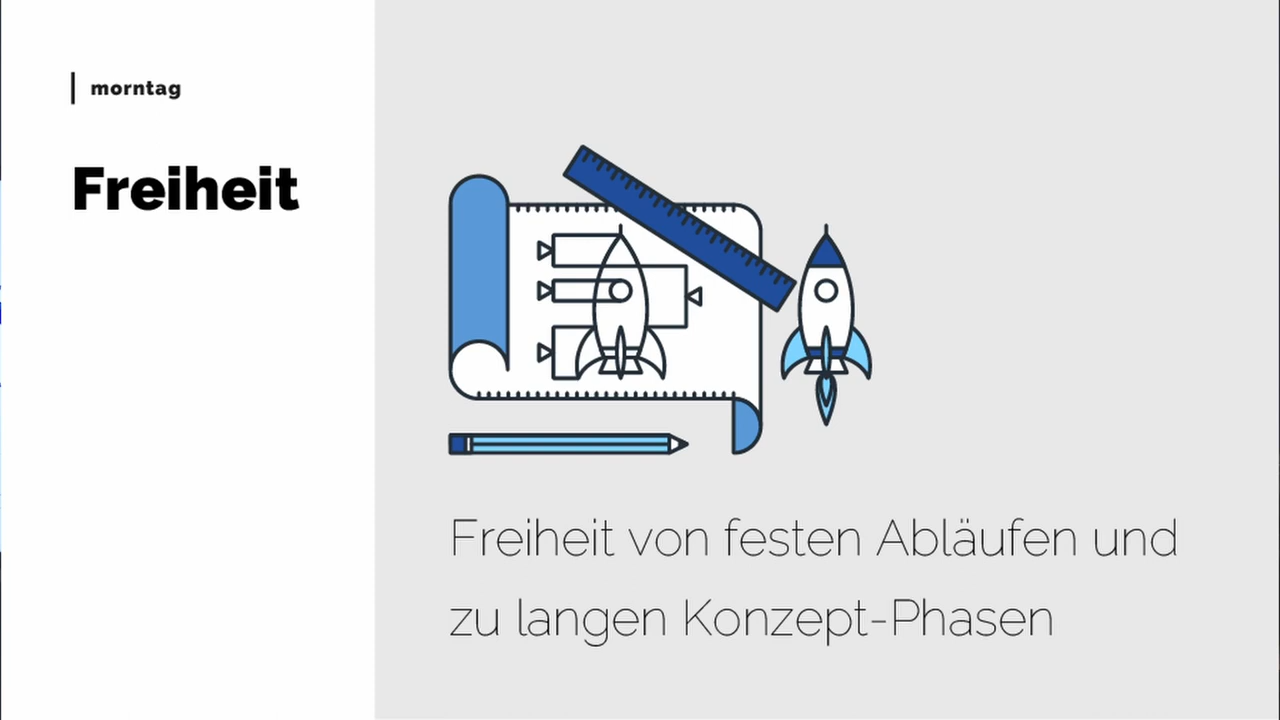 morntag
Freiheit
Freiheit von festen Abläufen und
zu langen Konzept-Phasen